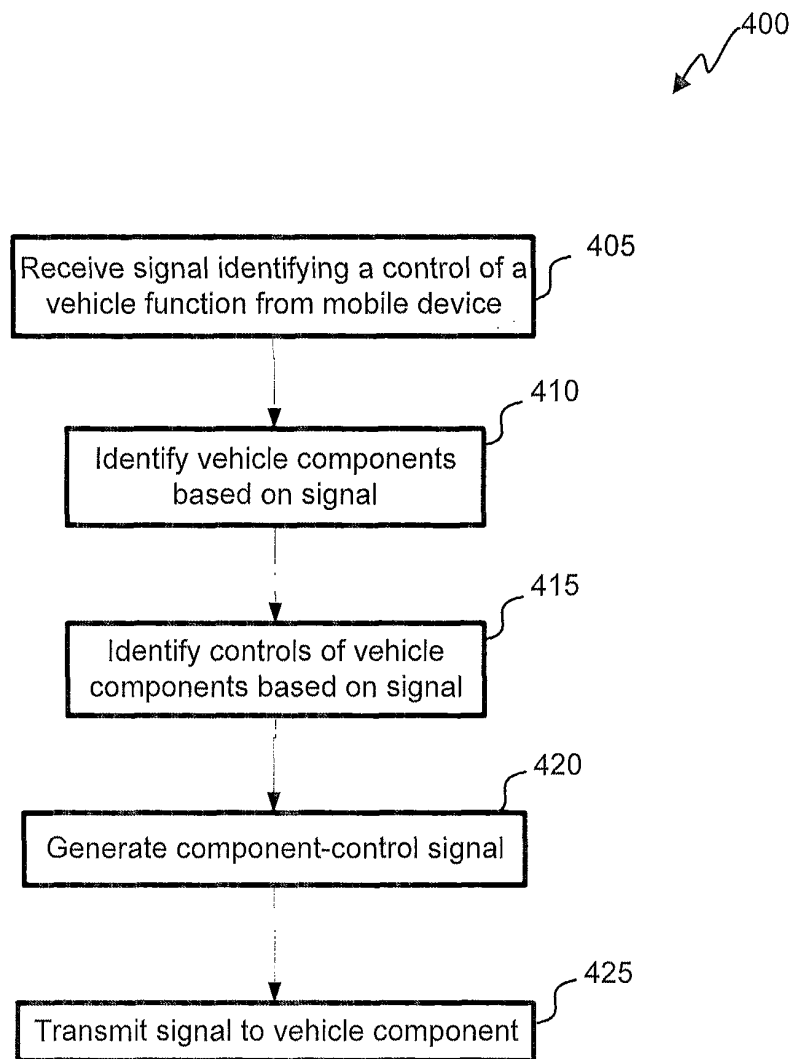 400
Receive signal identifying a control of a
vehicle function from mobile device
405
410
Identify vehicle components
based on signal
415
Identify controls of vehicle
components based on signal
420
Generate component-control signal
425
Transmit signal to vehicle component